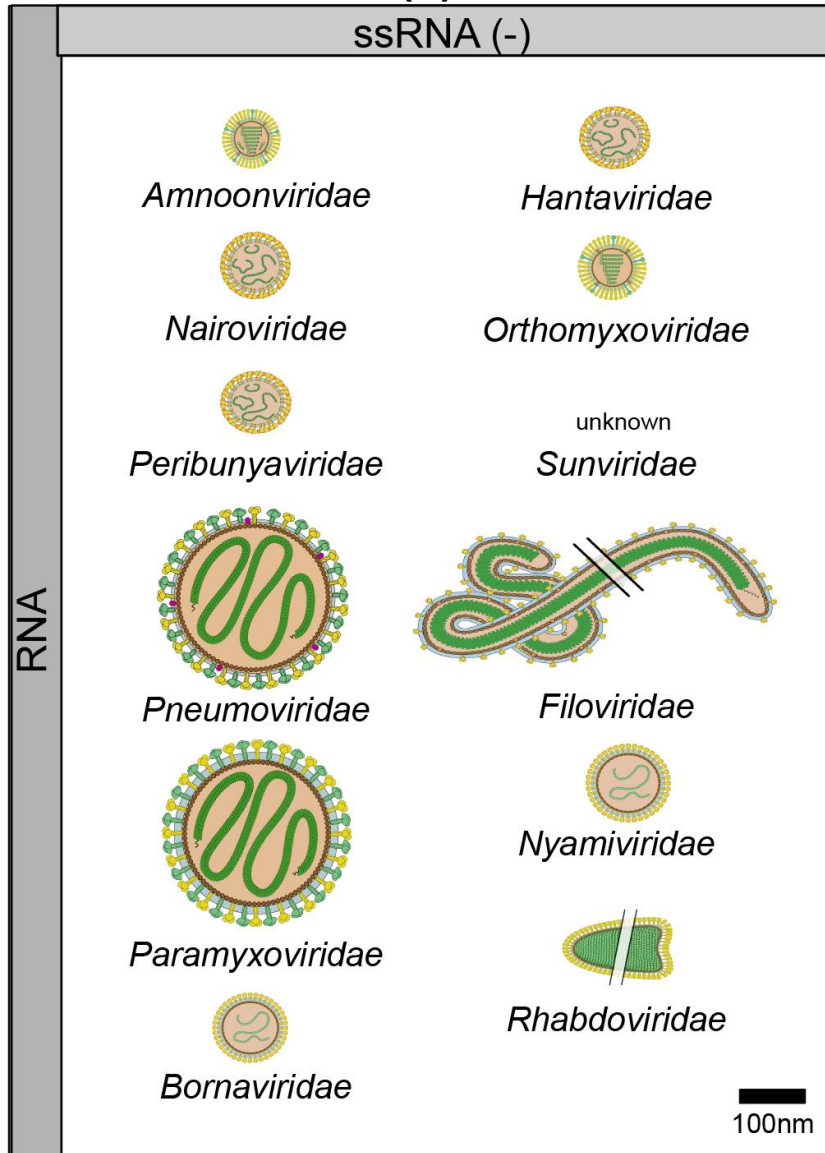 ssRNA (-)
RNA
Amnoonviridae
Hantaviridae
Nairoviridae
Orthomyxoviridae
Peribunyaviridae
unknown
Sunviridae
Pneumoviridae
Filoviridae
Nyamiviridae
Paramyxoviridae
Rhabdoviridae
Bornaviridae
100nm